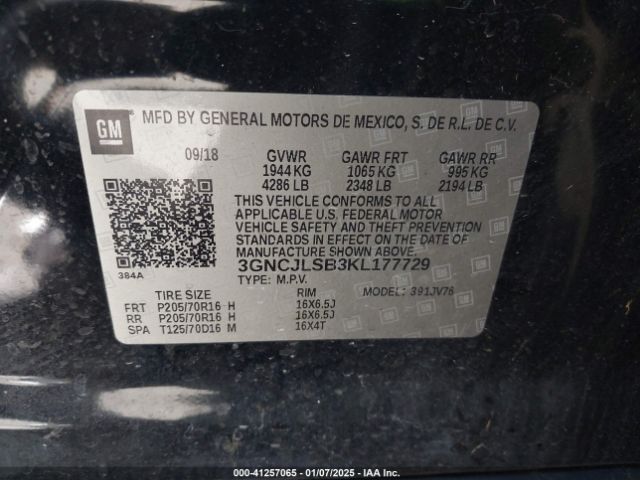 GM MFD BY GENERAL MOTORS DE MEXICO, S. DE R.L. DE C.V.
09/18 GVWR GAWR FRT GAWR RR
1944 KG 1065 KG 995 KG
4286 LB 2348 LB 2194 LB
THIS VEHICLE CONFORMS TO ALL
APPLICABLE U.S. FEDERAL MOTOR
VEHICLE SAFETY AND THEFT PREVENTION
STANDARDS IN EFFECT ON THE DATE OF
MANUFACTURE SHOWN ABOVE.
3GNCJLSB3KL177729
384A TYPE: M.P.V.
TIRE SIZE RIM MODEL: 391JV76
FRT P205/70R16 H 16X6.5J
RR P205/70R16 H 16X6.5J
SPA T125/70D16 M 16X4T
000-41257065 | 01/07/2025 - IAA Inc.